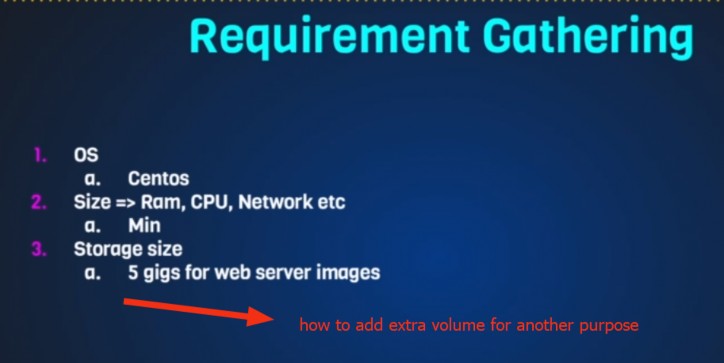 Requirement Gathering
1. OS
a. Centos
2. Size => Ram, CPU, Network etc
a. Min
3. Storage size
a. 5 gigs for web server images
how to add extra volume for another purpose